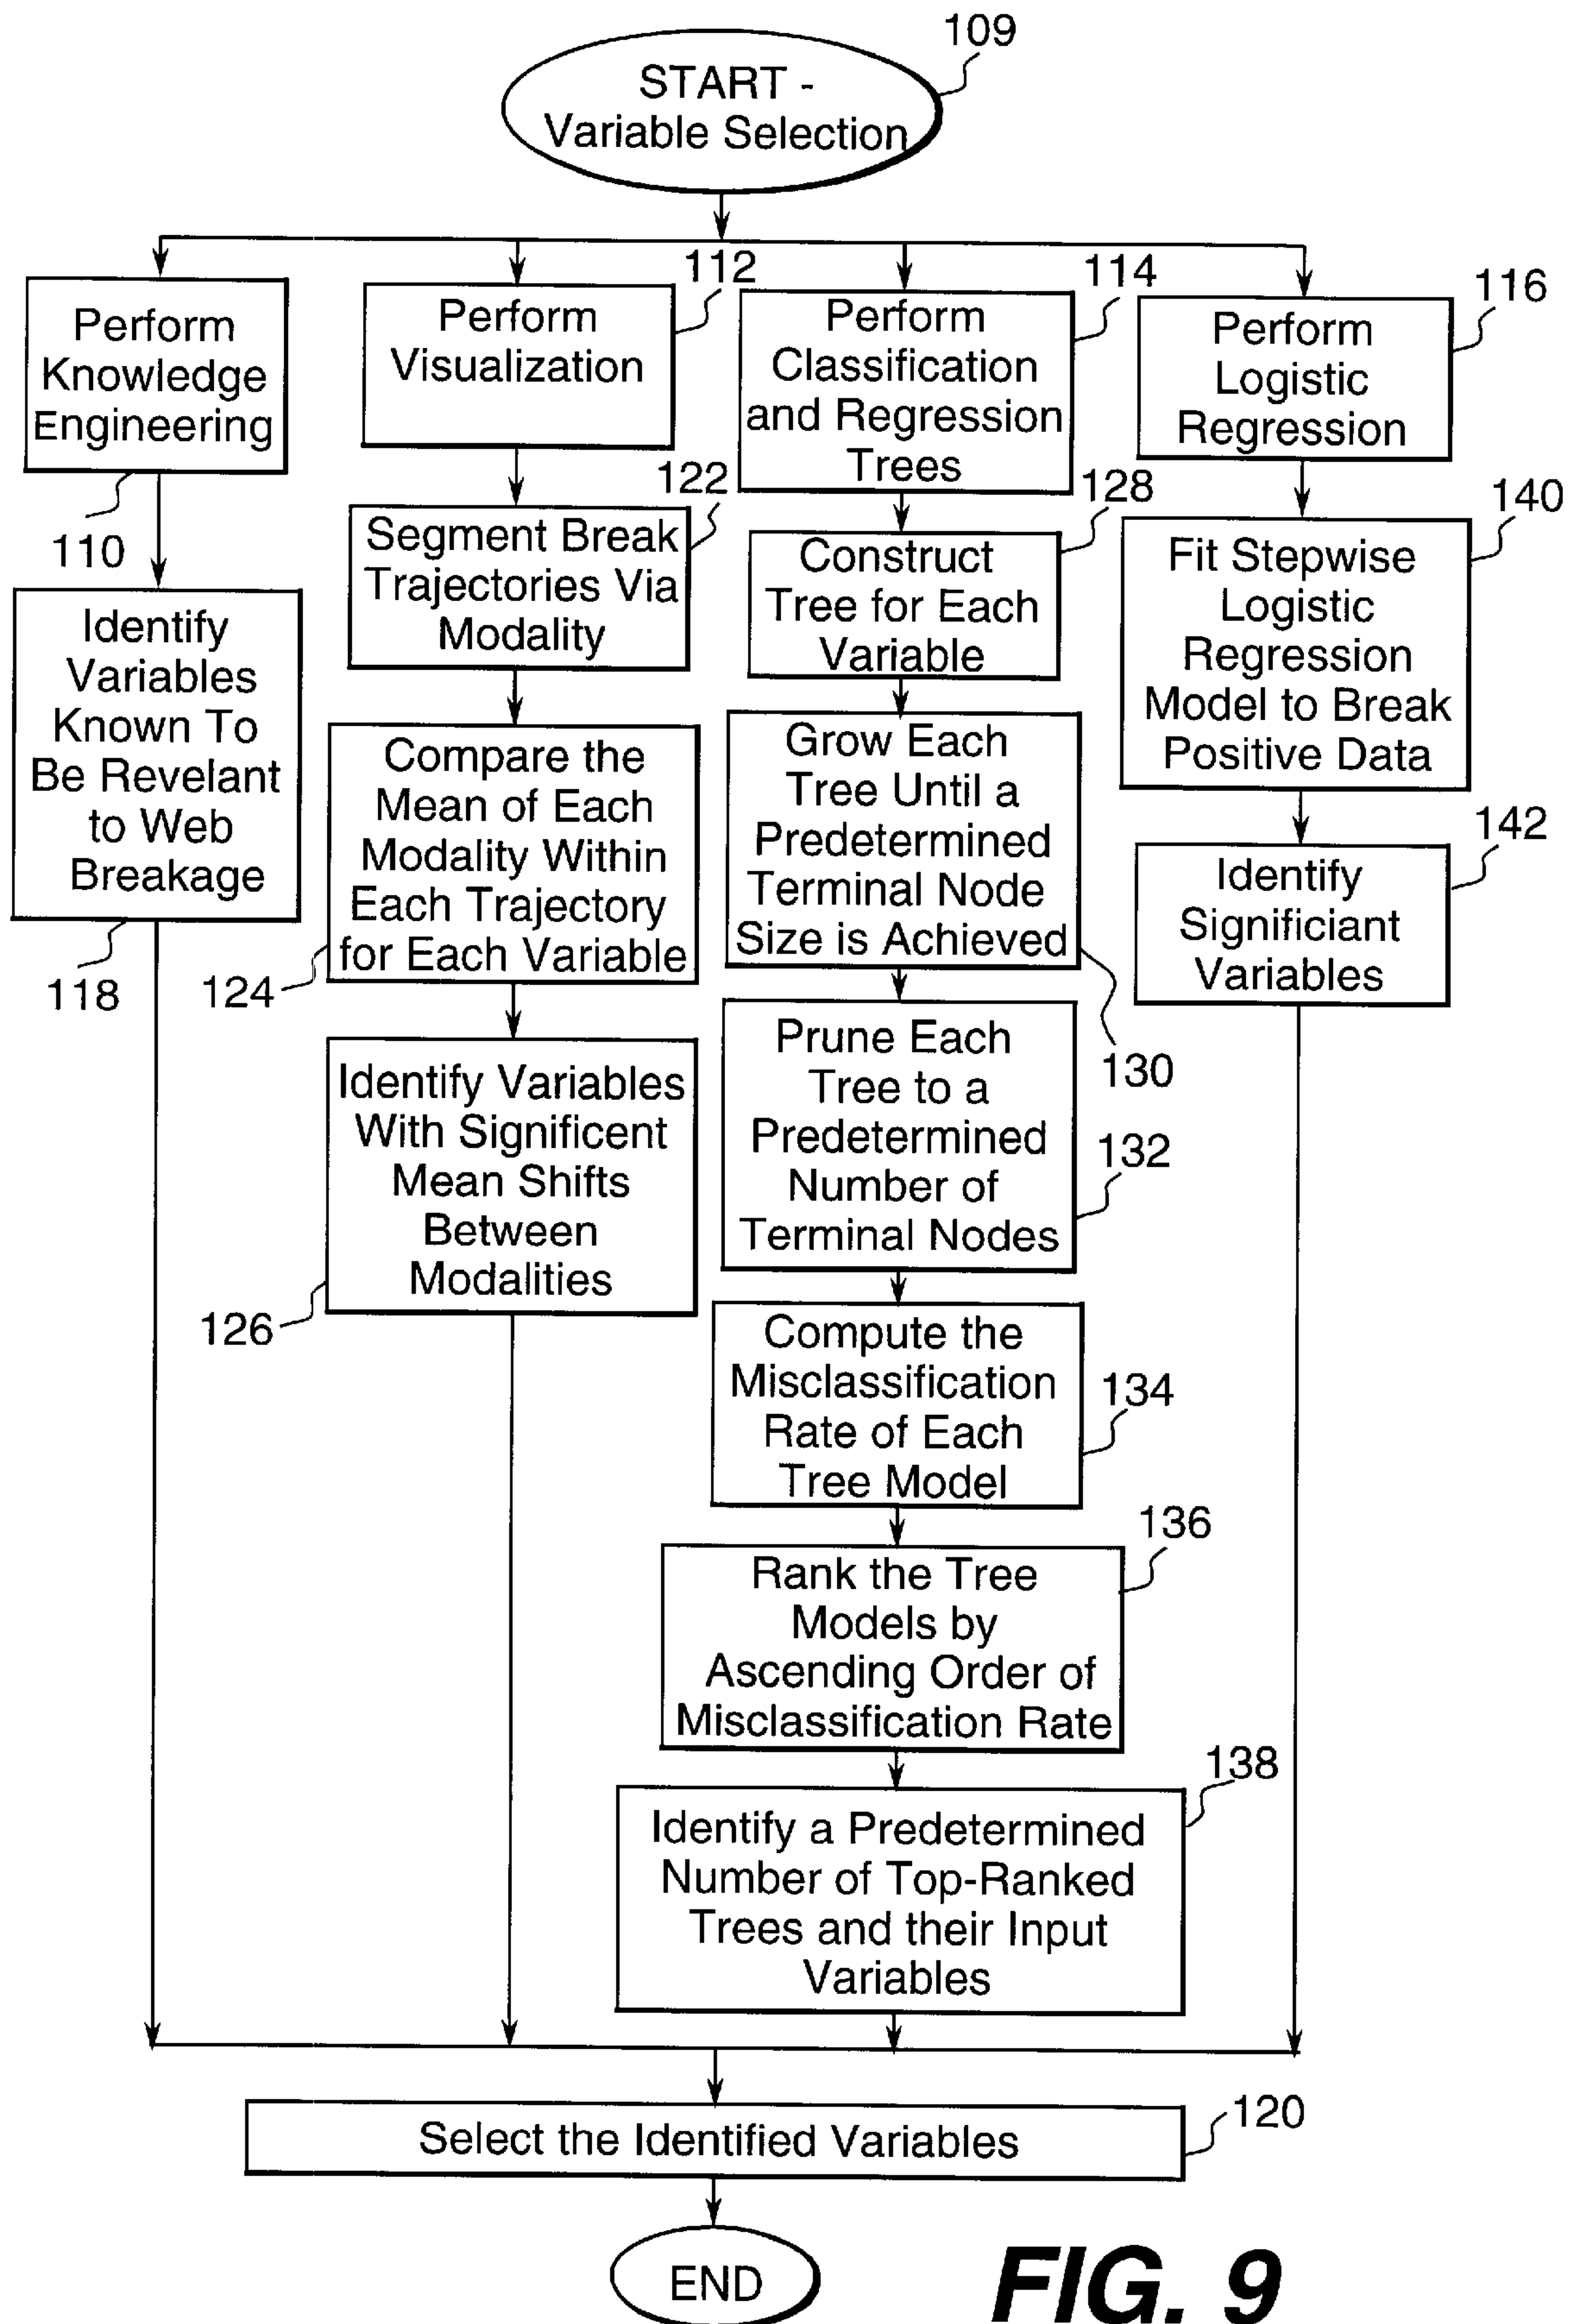 109
START -
Variable Selection
Perform
Knowledge
Engineering
110
Identify
Variables
Known To
Be Revelant
to Web
Breakage
118
112
Perform
Visualization
122
Segment Break
Trajectories Via
Modality
Compare the
Mean of Each
Modality Within
Each Trajectory
for Each Variable
124
Identify Variables
With Significent
Mean Shifts
Between
Modalities
126
114
Perform
Classification
and Regression
Trees
128
Construct
Tree for Each
Variable
Grow Each
Tree Until a
Predetermined
Terminal Node
Size is Achieved
130
Prune Each
Tree to a
Predetermined
Number of
Terminal Nodes
132
Compute the
Misclassification
Rate of Each
Tree Model
134
136
Rank the Tree
Models by
Ascending Order of
Misclassification Rate
138
Identify a Predetermined
Number of Top-Ranked
Trees and their Input
Variables
116
Perform
Logistic
Regression
140
Fit Stepwise
Logistic
Regression
Model to Break
Positive Data
142
Identify
Significiant
Variables
Select the Identified Variables
120
END
FIG. 9